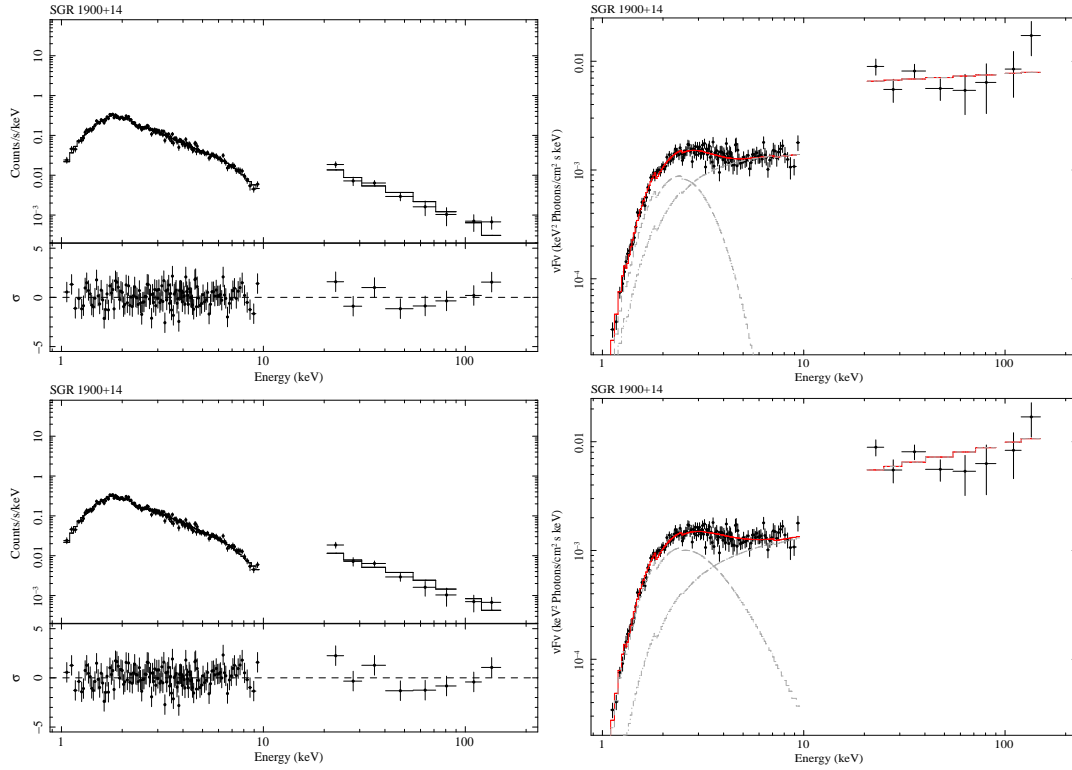 SGR 1900+14
10
1
0.1
0.01
10⁻³
Counts/s/keV
5
0
−5
σ
1
10
100
Energy (keV)
SGR 1900+14
0.01
10⁻³
10⁻⁴
νFν (keV² Photons/cm² s keV)
1
10
100
Energy (keV)
SGR 1900+14
10
1
0.1
0.01
10⁻³
Counts/s/keV
5
0
−5
σ
1
10
100
Energy (keV)
SGR 1900+14
0.01
10⁻³
10⁻⁴
νFν (keV² Photons/cm² s keV)
1
10
100
Energy (keV)